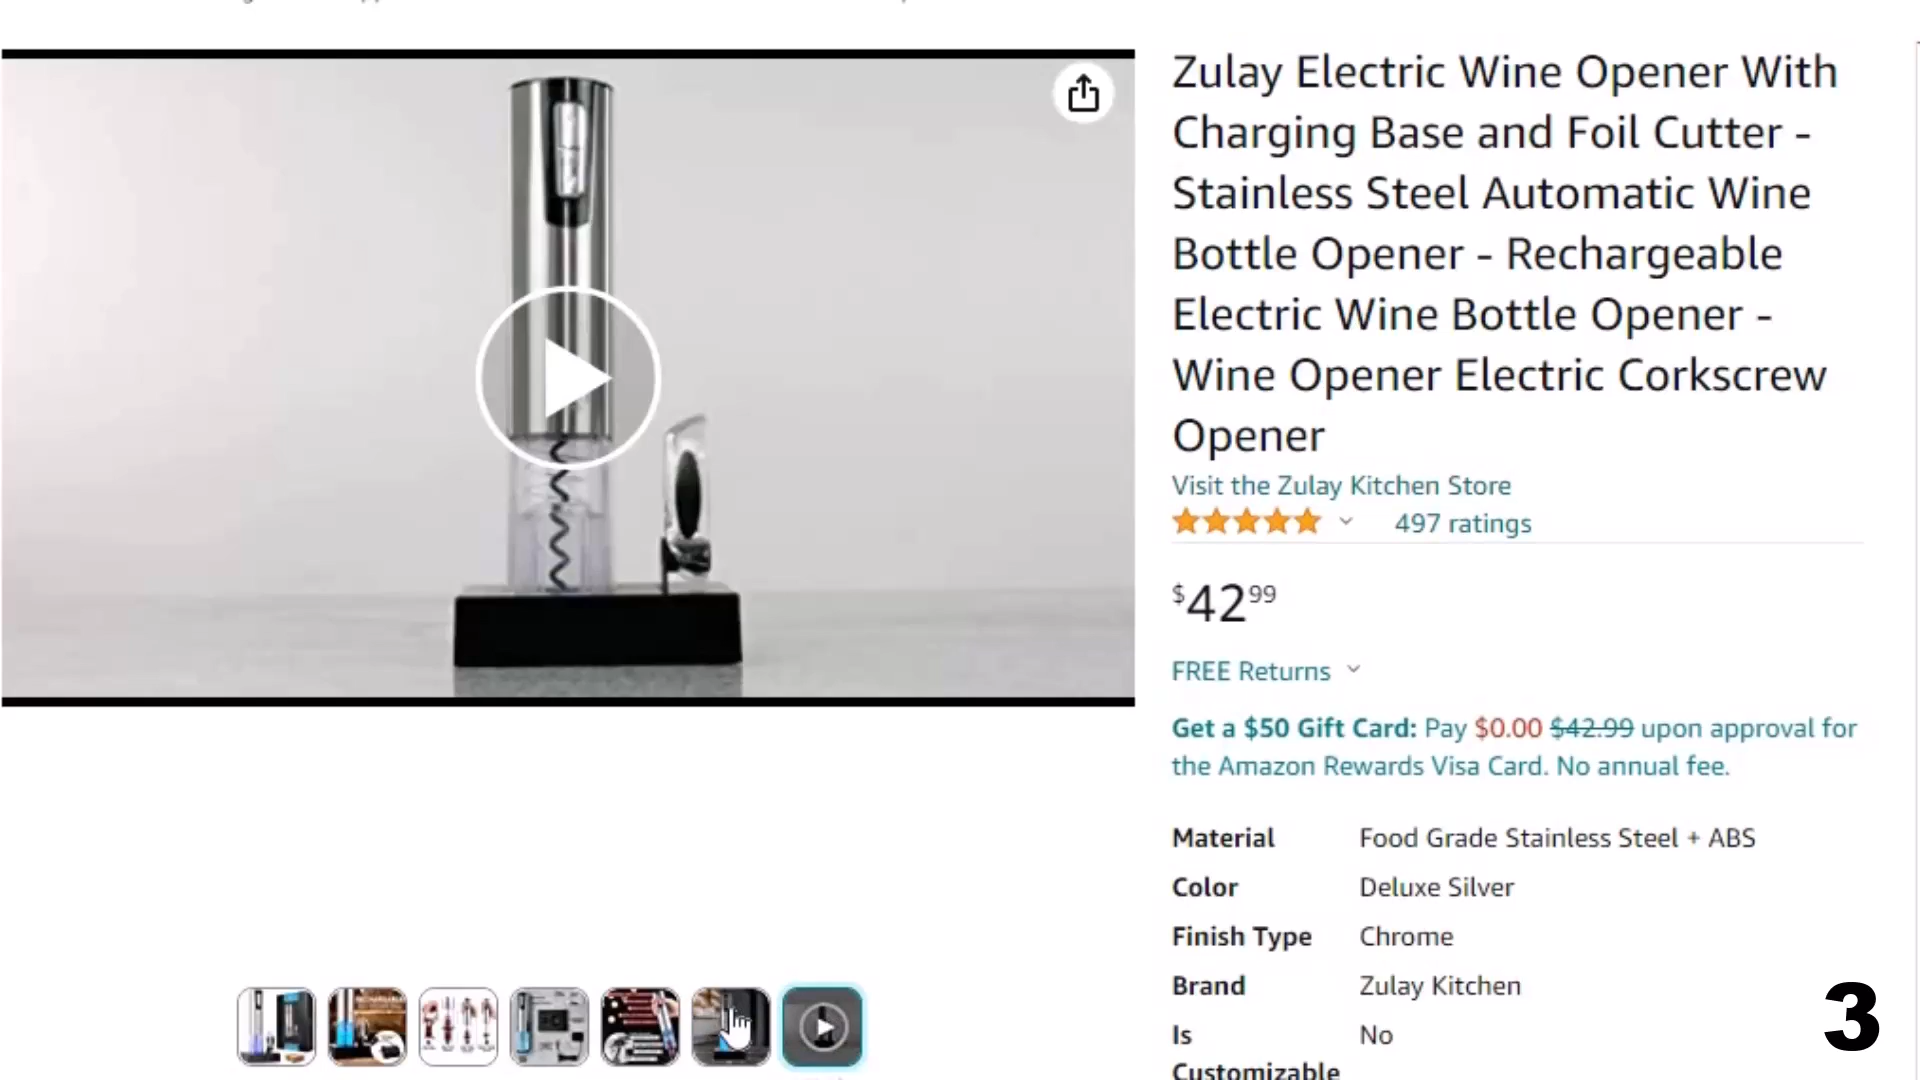 Zulay Electric Wine Opener With
Charging Base and Foil Cutter -
Stainless Steel Automatic Wine
Bottle Opener - Rechargeable
Electric Wine Bottle Opener -
Wine Opener Electric Corkscrew
Opener
Visit the Zulay Kitchen Store
497 ratings
$42 99
FREE Returns
Get a $50 Gift Card: Pay $0.00 $42.99 upon approval for
the Amazon Rewards Visa Card. No annual fee.
Material Food Grade Stainless Steel + ABS
Color Deluxe Silver
Finish Type Chrome
Brand Zulay Kitchen
Is No
Customizable
3